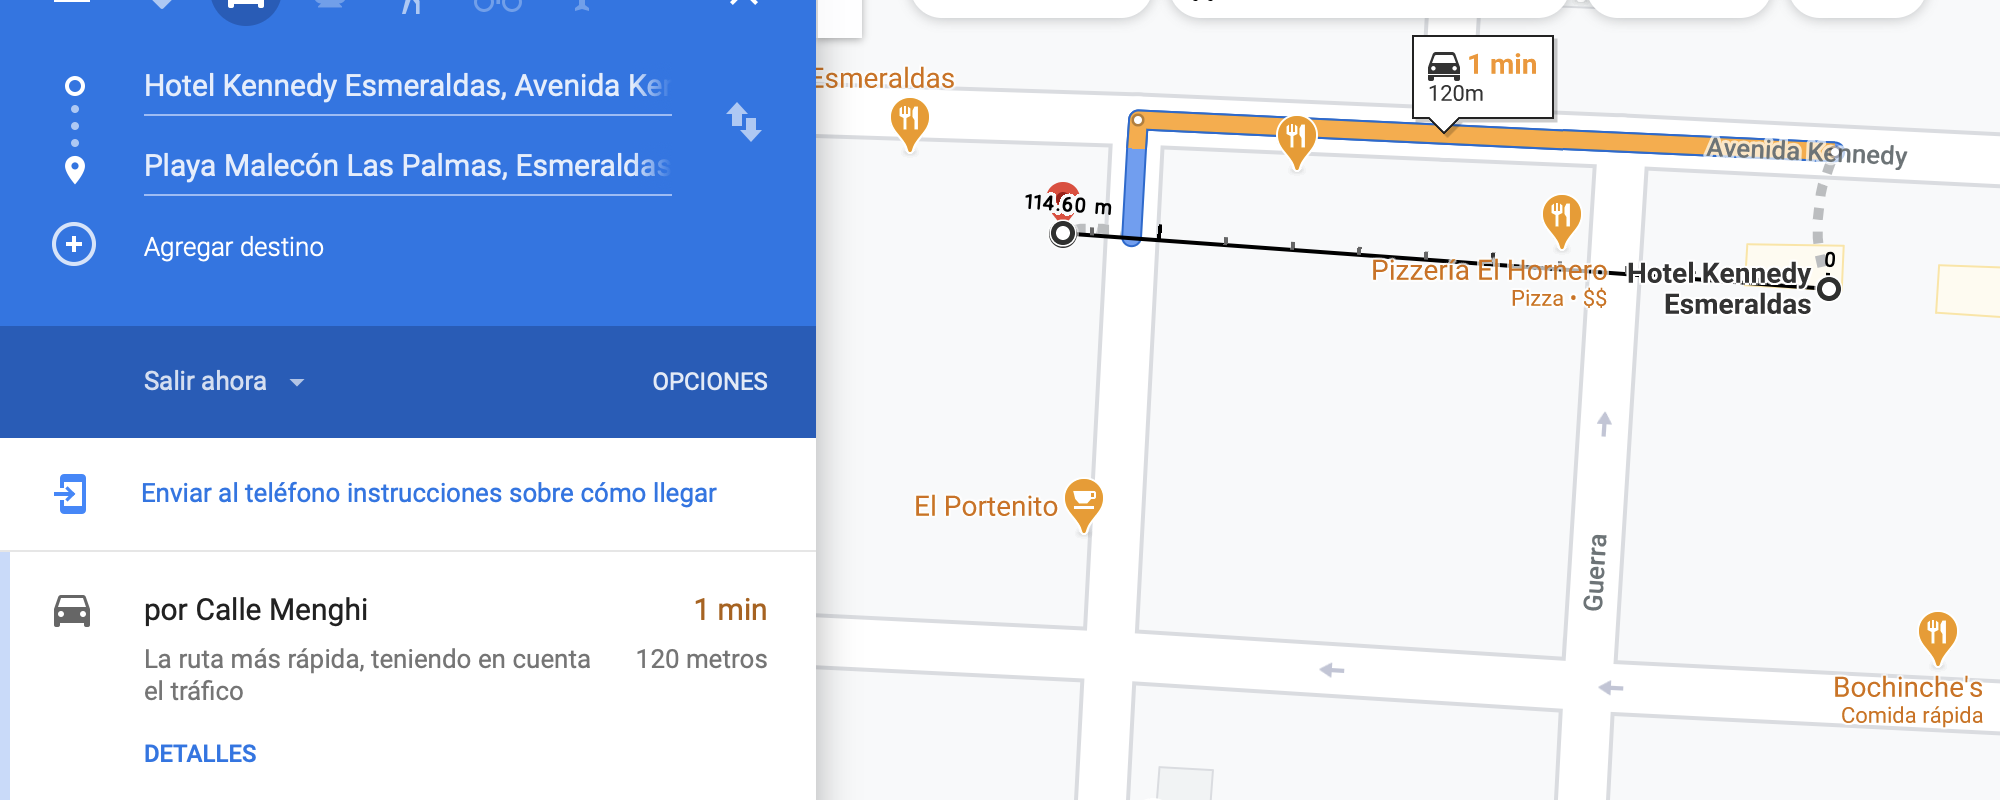 Hotel Kennedy Esmeraldas, Avenida Ken
Playa Malecón Las Palmas, Esmeraldas
Agregar destino
Salir ahora
OPCIONES
Enviar al teléfono instrucciones sobre cómo llegar
por Calle Menghi
1 min
La ruta más rápida, teniendo en cuenta
el tráfico
120 metros
DETALLES
Esmeraldas
1 min
120m
Avenida Kennedy
114.60 m
Pizzería El Hornero
Pizza • $$
Hotel Kennedy
Esmeraldas
0
El Portenito
Guerra
Bochinche's
Comida rápida